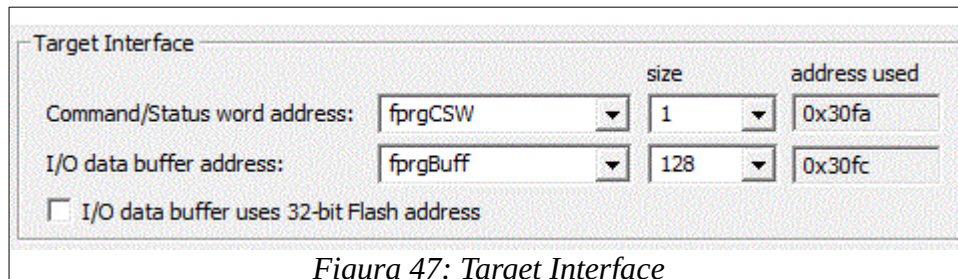 Target Interface
size address used
Command/Status word address: fprgCSW 1 0x30fa
I/O data buffer address: fprgBuff 128 0x30fc
I/O data buffer uses 32-bit Flash address
Figura 47: Target Interface